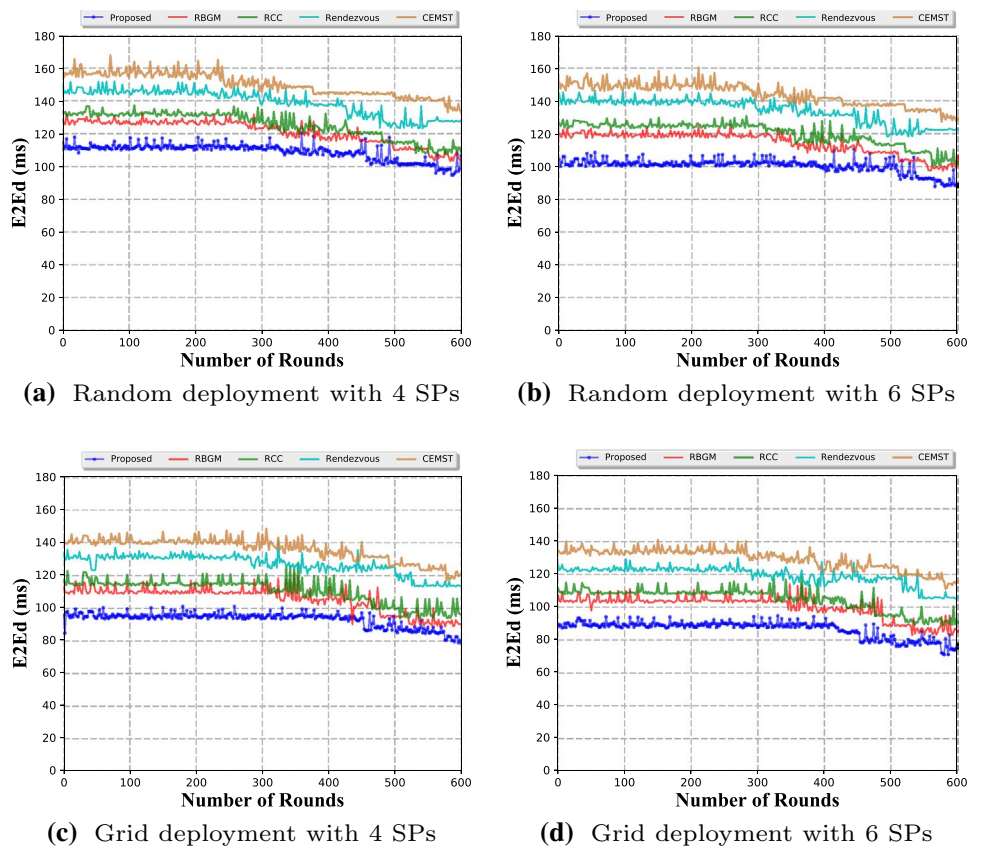 Proposed RBGM RCC Rendezvous CEMST
180
160
140
120
100
80
60
40
20
0
E2Ed (ms)
0 100 200 300 400 500 600
Number of Rounds
(a) Random deployment with 4 SPs
Proposed RBGM RCC Rendezvous CEMST
180
160
140
120
100
80
60
40
20
0
E2Ed (ms)
0 100 200 300 400 500 600
Number of Rounds
(b) Random deployment with 6 SPs
Proposed RBGM RCC Rendezvous CEMST
180
160
140
120
100
80
60
40
20
0
E2Ed (ms)
0 100 200 300 400 500 600
Number of Rounds
(c) Grid deployment with 4 SPs
Proposed RBGM RCC Rendezvous CEMST
180
160
140
120
100
80
60
40
20
0
E2Ed (ms)
0 100 200 300 400 500 600
Number of Rounds
(d) Grid deployment with 6 SPs